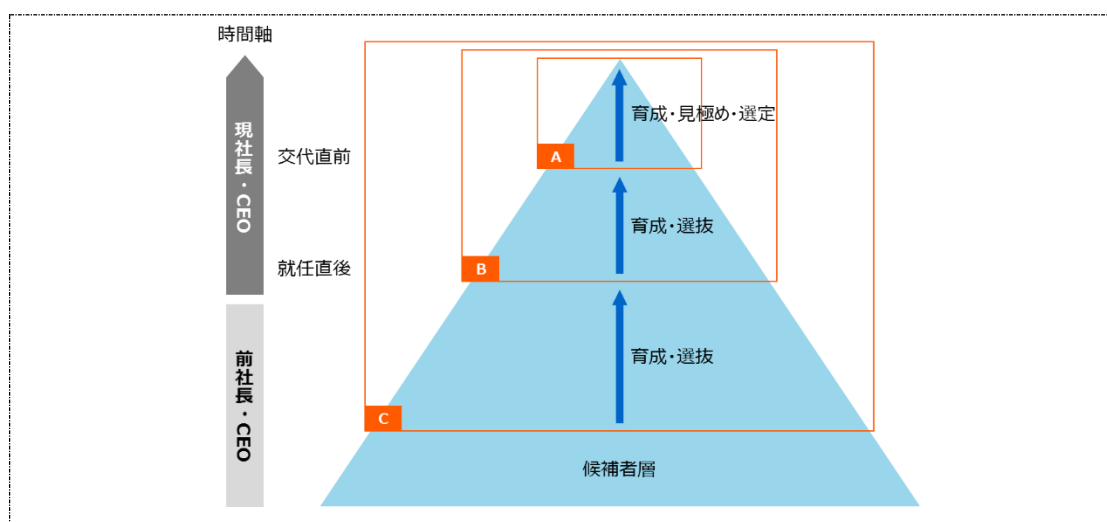 時間軸
現社長・CEO
前社長・CEO
交代直前
就任直後
育成・見極め・選定
A
育成・選抜
B
育成・選抜
C
候補者層